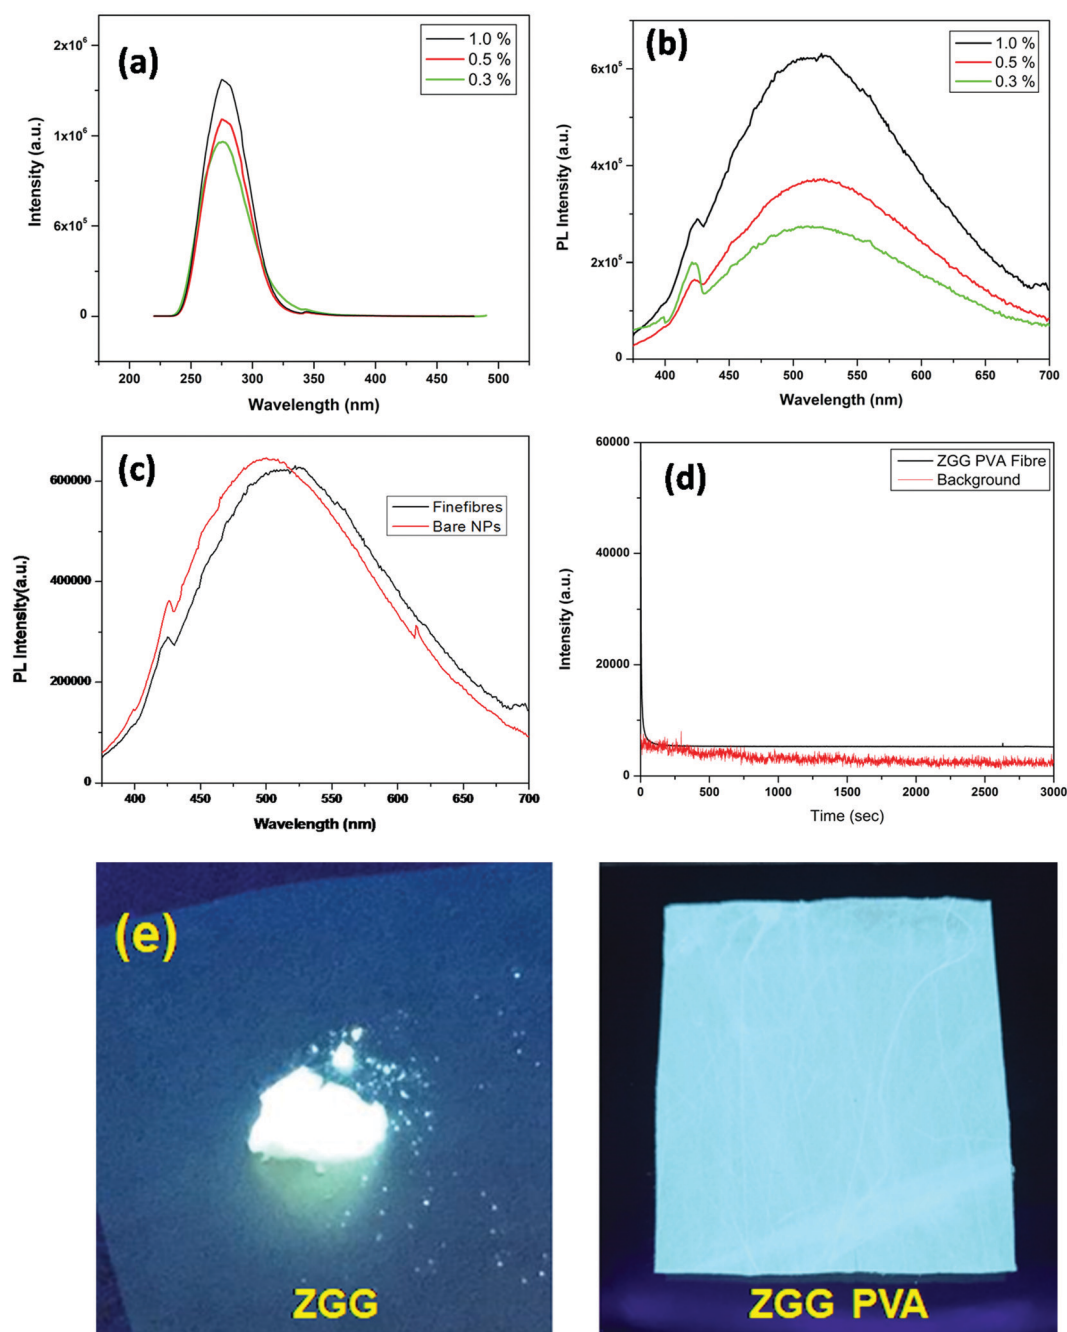 (a)
1.0 %
0.5 %
0.3 %
2x10⁶
1x10⁶
6x10⁵
0
Intensity (a.u.)
200 250 300 350 400 450 500
Wavelength (nm)
(b)
1.0 %
0.5 %
0.3 %
6x10⁵
4x10⁵
2x10⁵
0
PL Intensity (a.u.)
400 450 500 550 600 650 700
Wavelength (nm)
(c)
Finefibres
Bare NPs
600000
400000
200000
0
PL Intensity(a.u.)
400 450 500 550 600 650 700
Wavelength (nm)
(d)
ZGG PVA Fibre
Background
60000
40000
20000
0
Intensity (a.u.)
0 500 1000 1500 2000 2500 3000
Time (sec)
(e)
ZGG
ZGG PVA